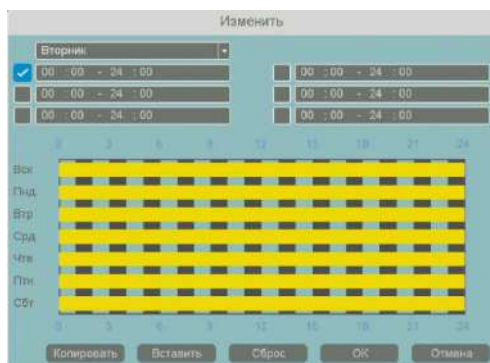 Изменить
Вторник
00 :00 - 24 :00 00 :00 - 24 :00
00 :00 - 24 :00 00 :00 - 24 :00
00 :00 - 24 :00 00 :00 - 24 :00
0 3 6 9 12 15 18 21 24
Вск
Пнд
Втр
Срд
Чтв
Птн
Сбт
0 3 6 9 12 15 18 21 24
Копировать Вставить Сброс OK Отмена